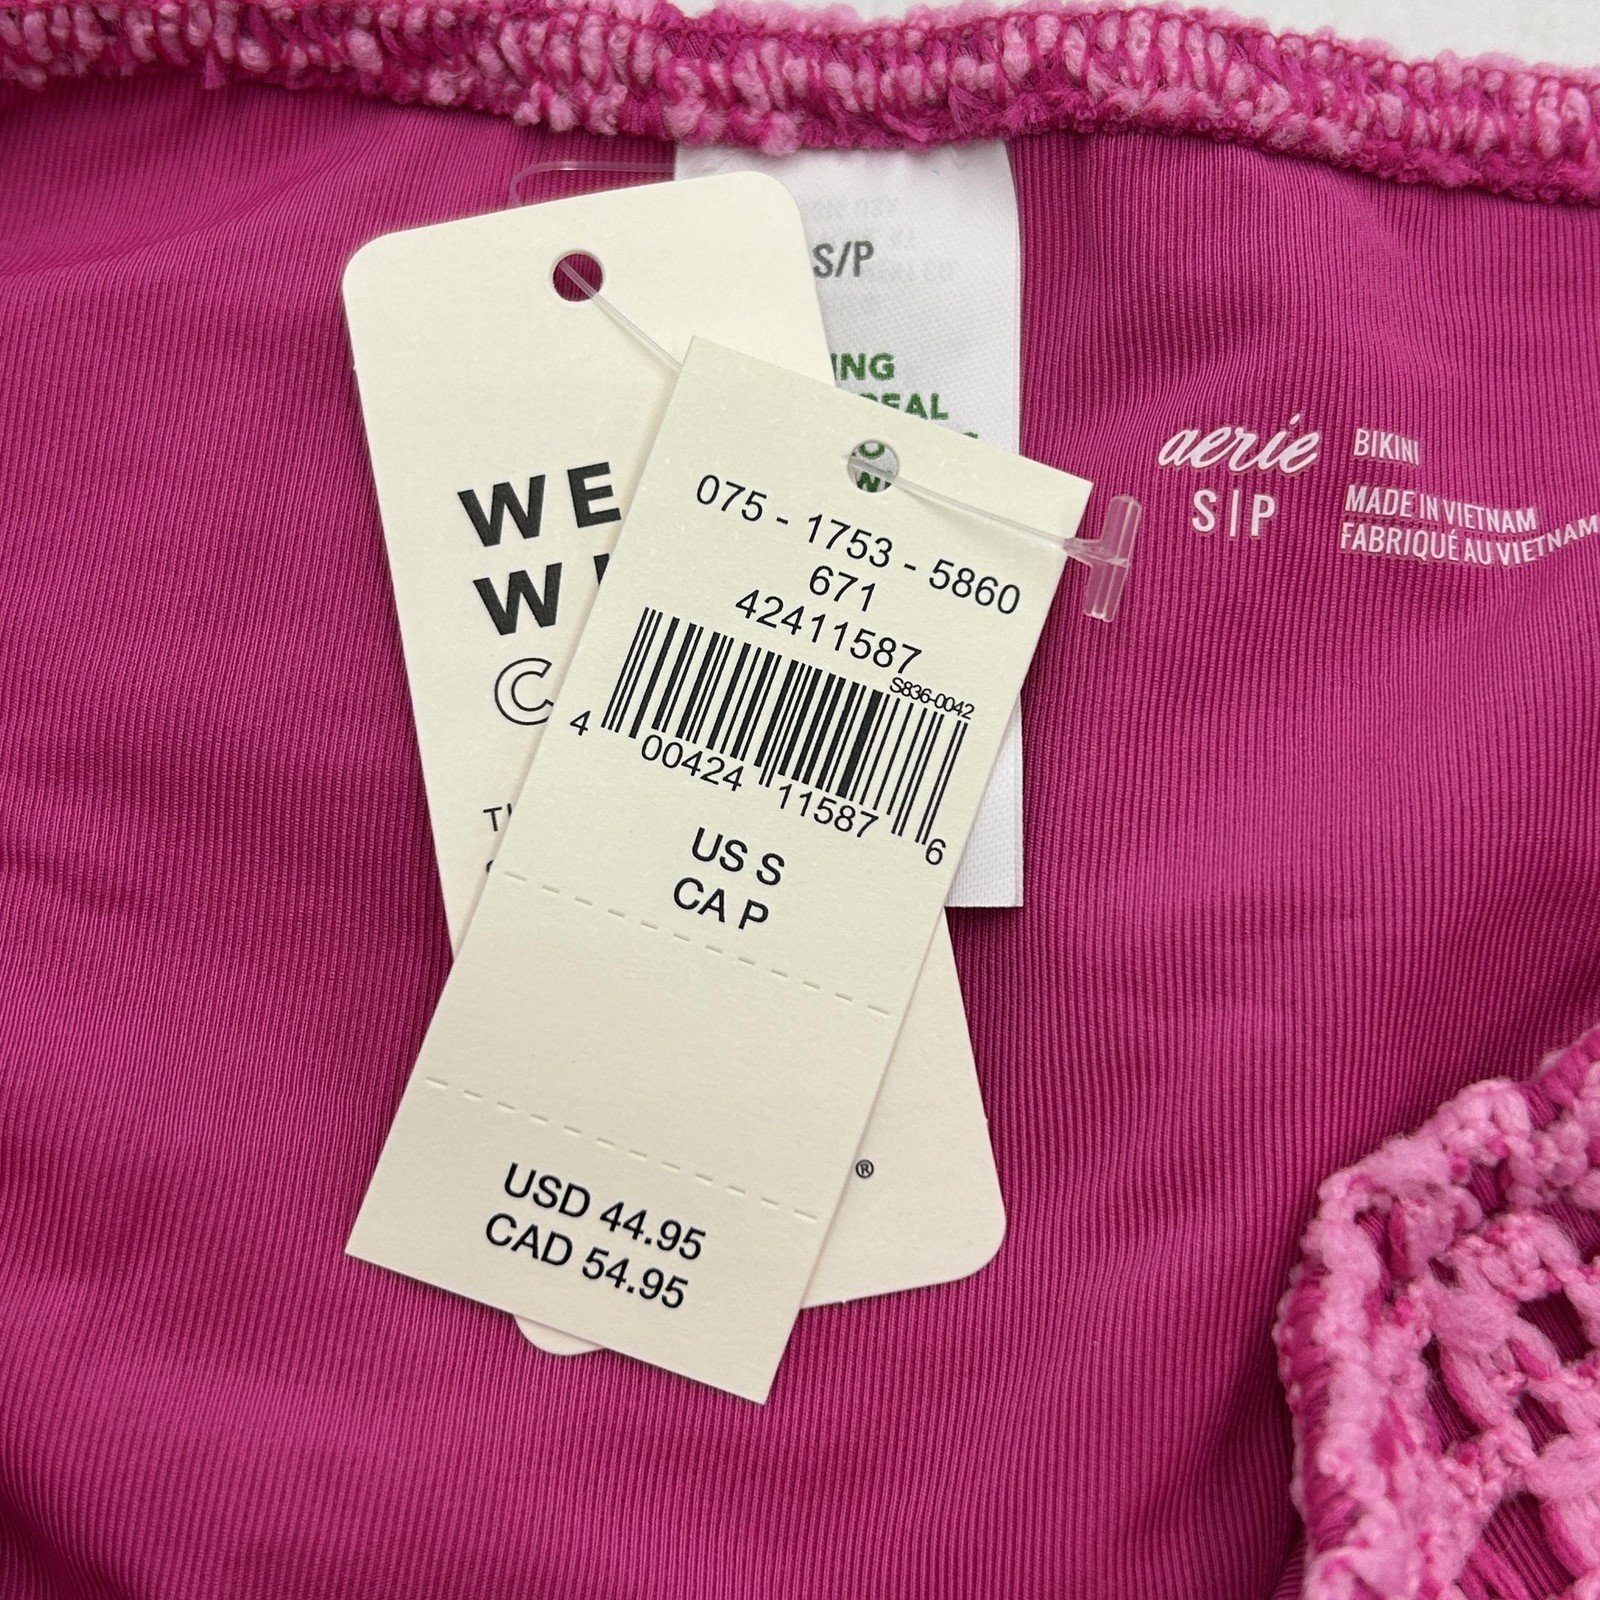 S/P
WE
075 - 1753 - 5860
671
42411587
S836-0042
4 00424 11587 6
US S
CA P
USD 44.95
CAD 54.95
®
aerie
S|P
BIKINI
MADE IN VIETNAM
FABRIQUÉ AU VIETNAM